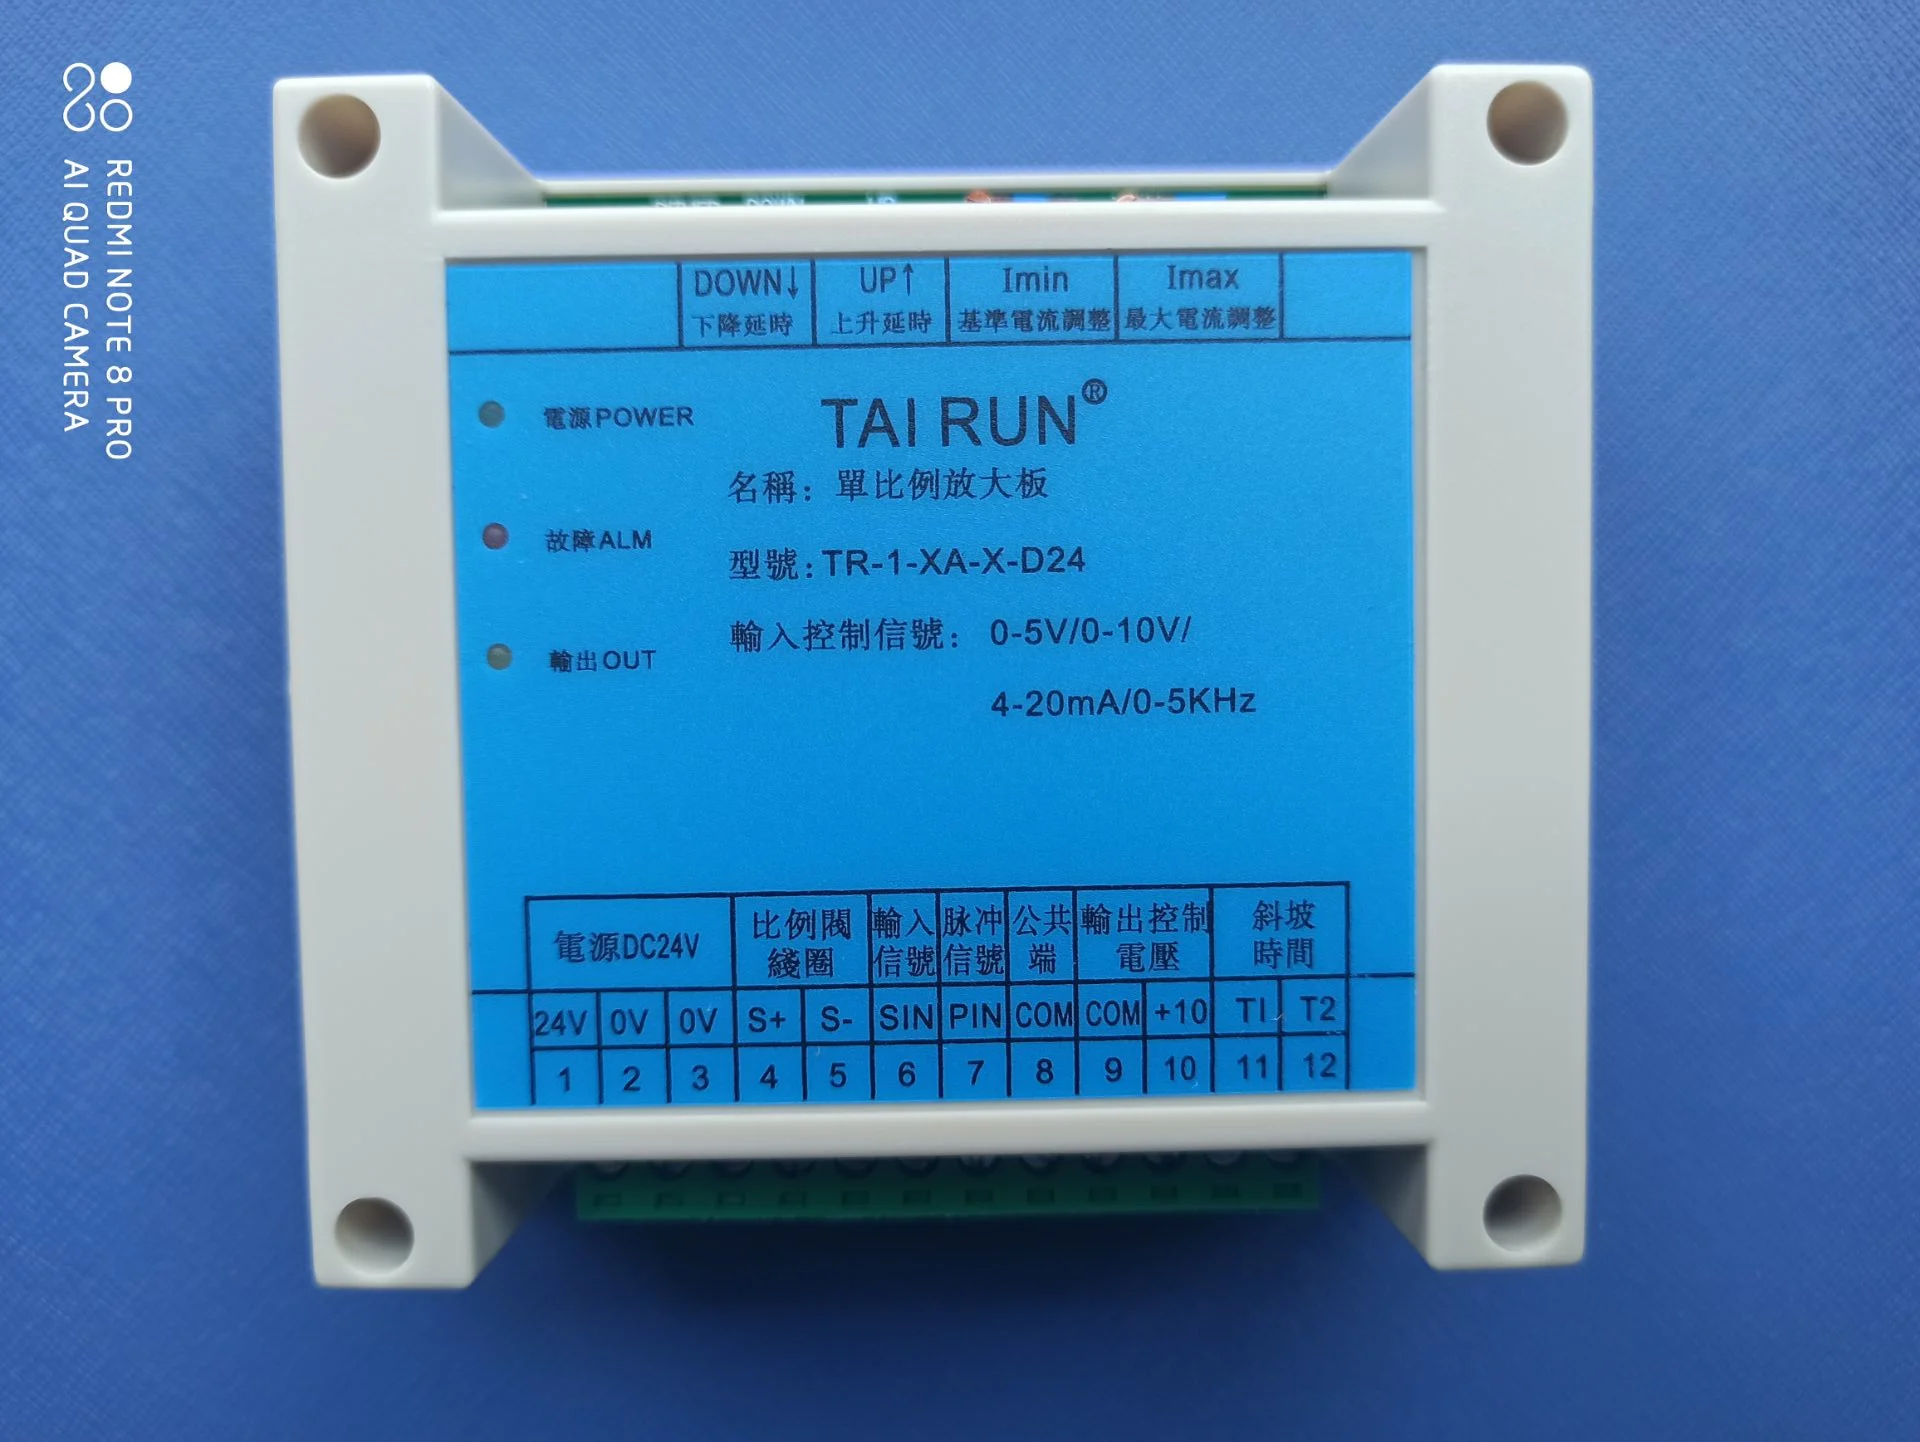 REDMI NOTE 8 PRO
AI QUAD CAMERA
DOWN↓ UP↑ Imin Imax
下降延時 上升延時 基準電流調整 最大電流調整
TAI RUN®
電源POWER
名稱：單比例放大板
故障ALM
型號：TR-1-XA-X-D24
輸入控制信號：0-5V/0-10V/
輸出OUT
4-20mA/0-5KHz
電源DC24V 比例閥 輸入 脉冲 公共 輸出控制 斜坡
綫圈 信號 信號 端 電壓 時間
24V 0V 0V S+ S- SIN PIN COM COM +10 T1 T2
1 2 3 4 5 6 7 8 9 10 11 12